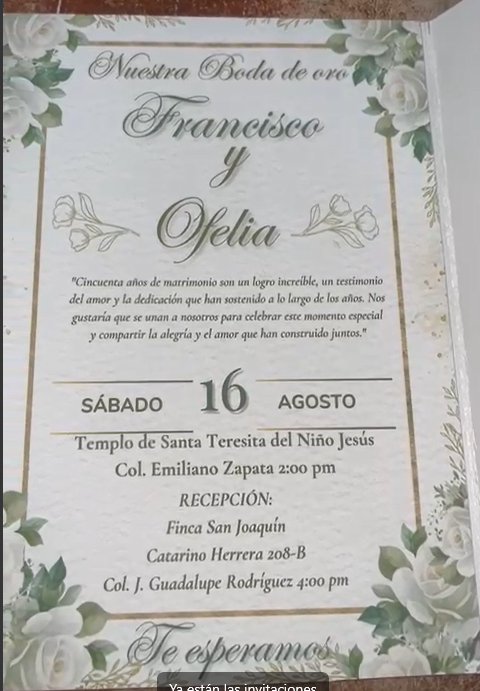 Nuestra Boda de oro
Francisco
y
Ofelia
"Cincuenta años de matrimonio son un logro increíble, un testimonio
del amor y la dedicación que han sostenido a lo largo de los años. Nos
gustaría que se unan a nosotros para celebrar este momento especial
y compartir la alegría y el amor que han construido juntos."
SÁBADO 16 AGOSTO
Templo de Santa Teresita del Niño Jesús
Col. Emiliano Zapata 2:00 pm
RECEPCIÓN:
Finca San Joaquín
Catarino Herrera 208-B
Col. J. Guadalupe Rodríguez 4:00 pm
Te esperamos
Ya están las invitaciones